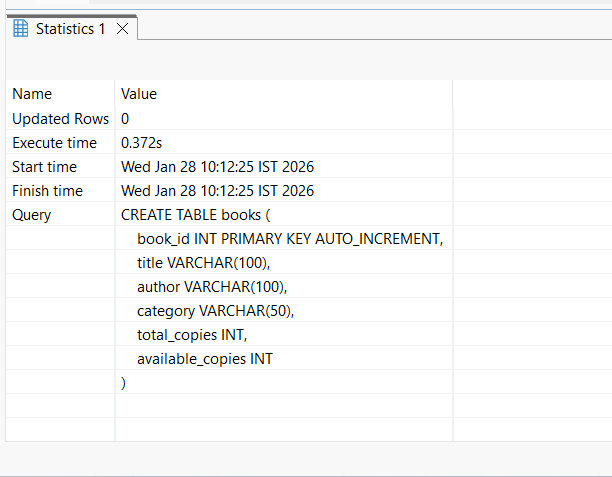 Statistics 1
Name Value
Updated Rows 0
Execute time 0.372s
Start time Wed Jan 28 10:12:25 IST 2026
Finish time Wed Jan 28 10:12:25 IST 2026
Query CREATE TABLE books (
book_id INT PRIMARY KEY AUTO_INCREMENT,
title VARCHAR(100),
author VARCHAR(100),
category VARCHAR(50),
total_copies INT,
available_copies INT
)